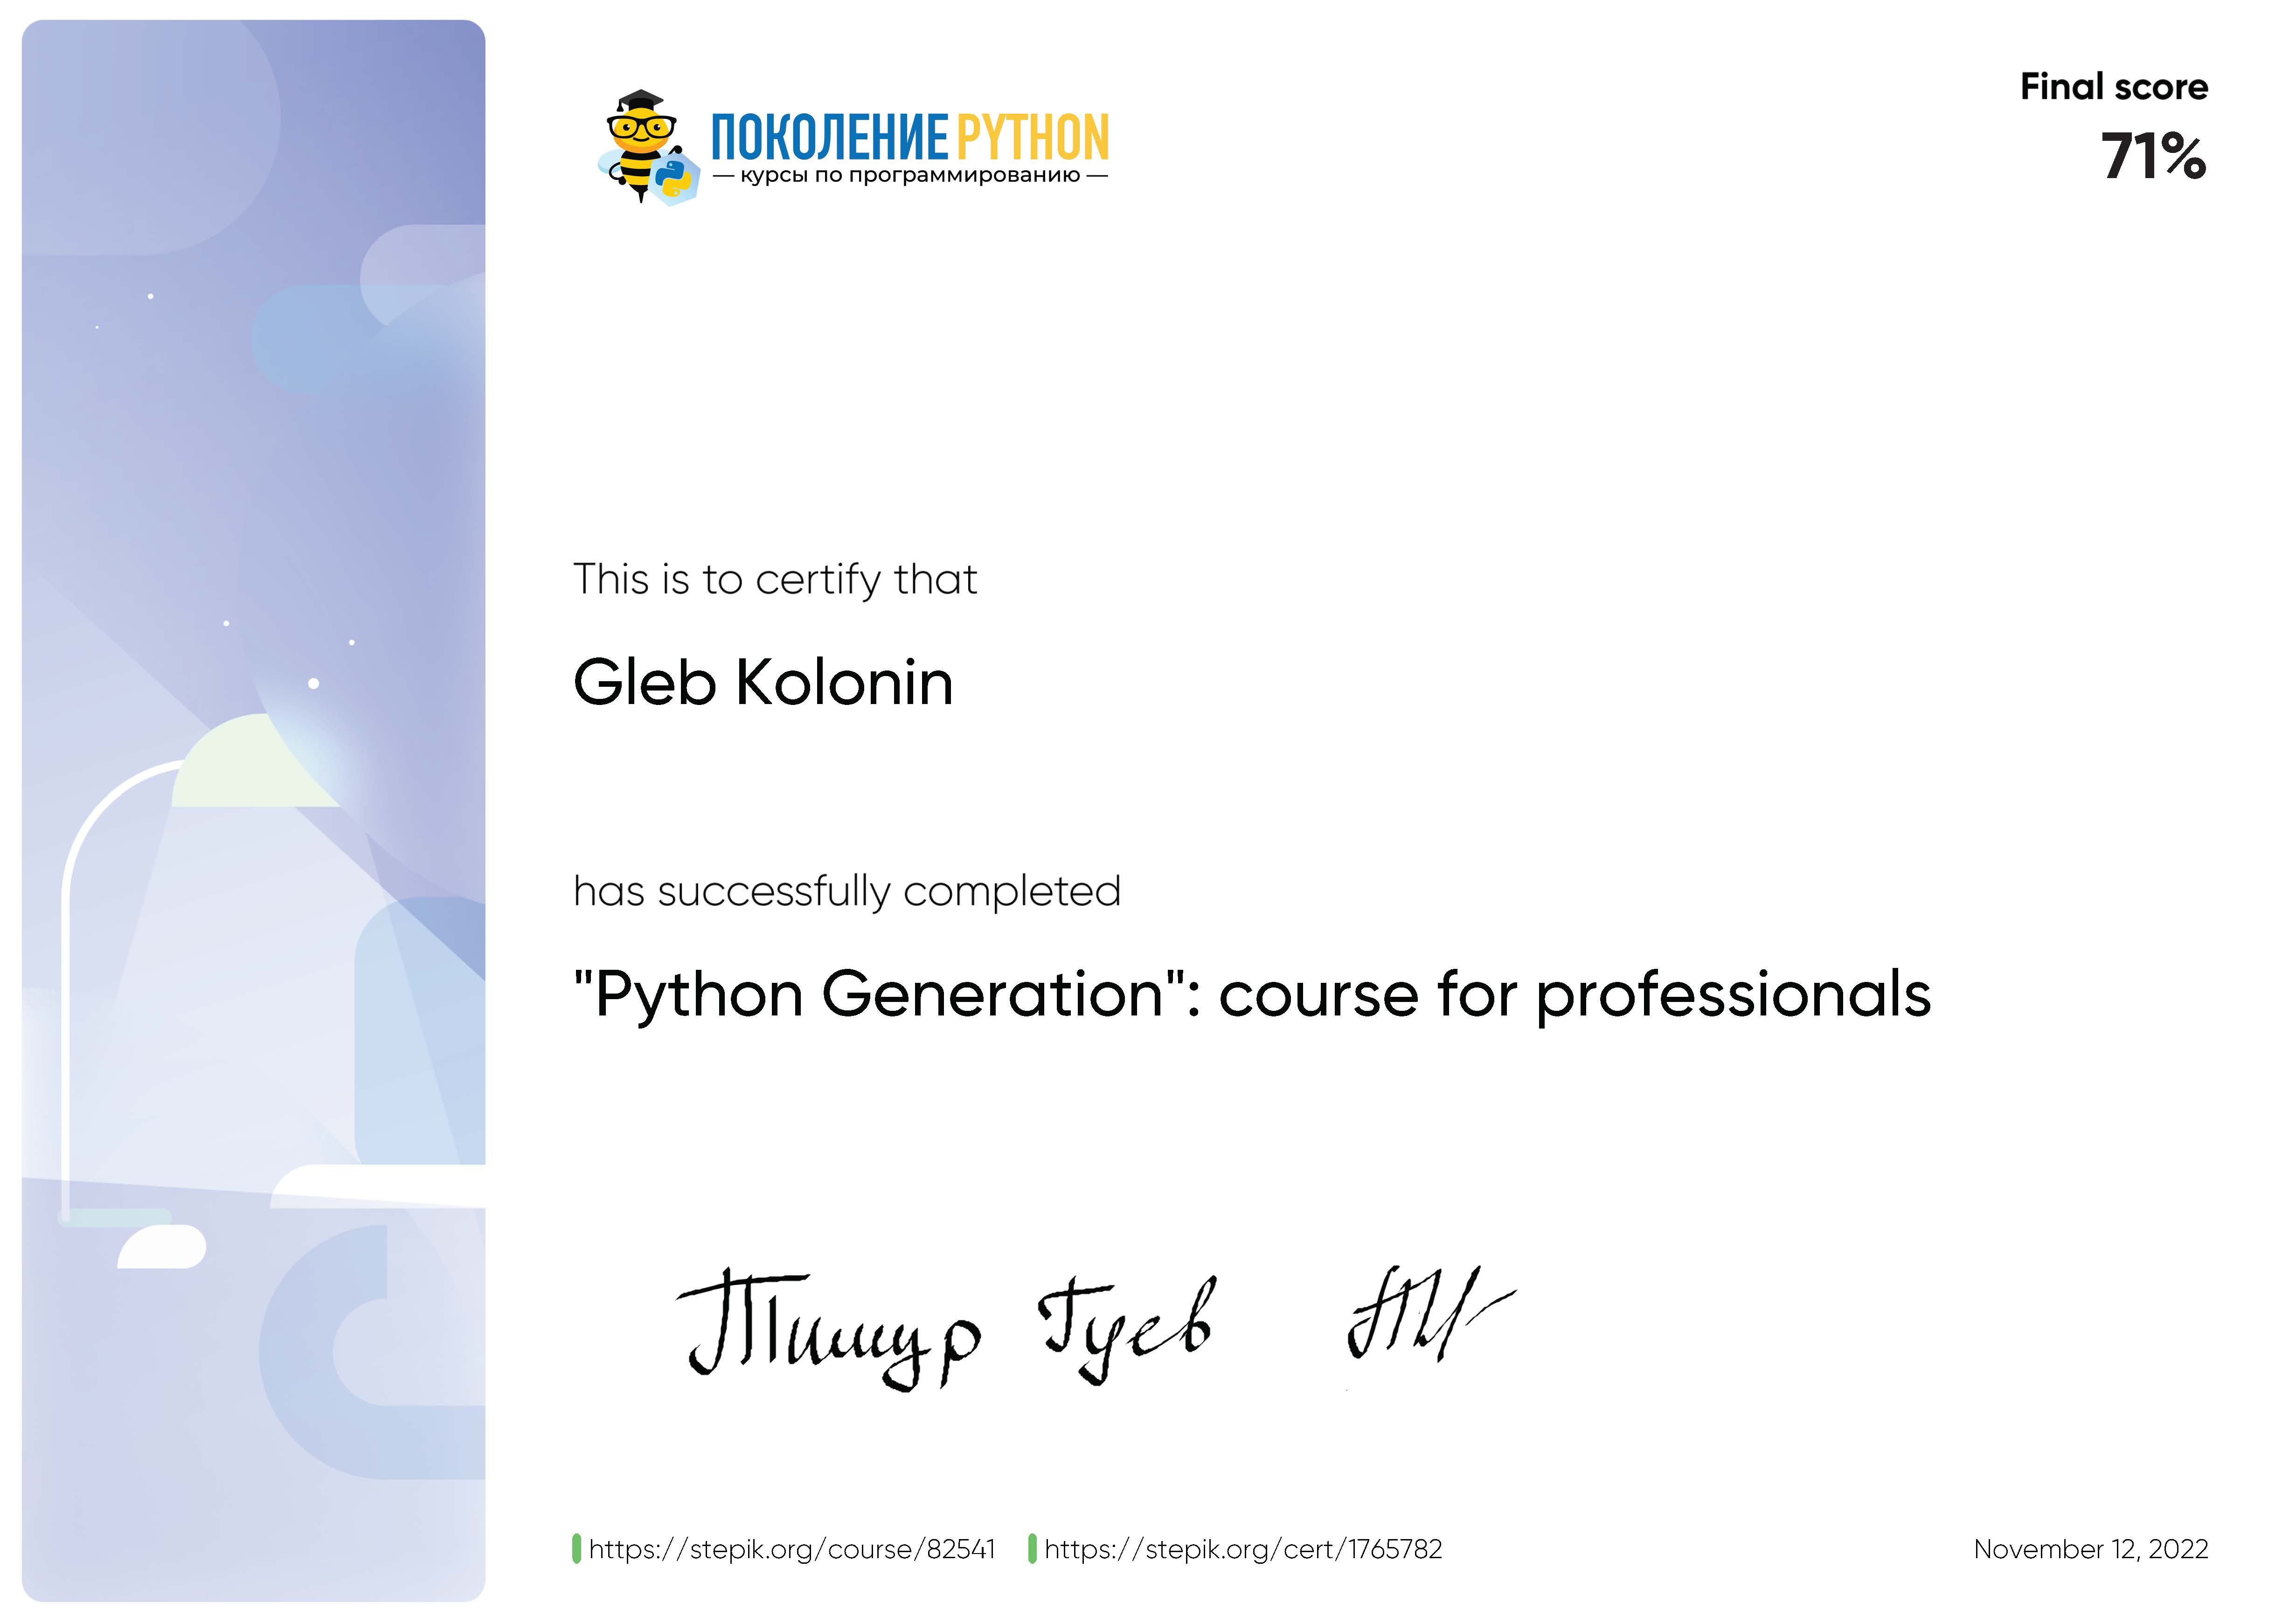 ПОКОЛЕНИЕ PYTHON
— курсы по программированию —
Final score
71%
This is to certify that
Gleb Kolonin
has successfully completed
"Python Generation": course for professionals
Тимур Гуев
https://stepik.org/course/82541 https://stepik.org/cert/1765782
November 12, 2022